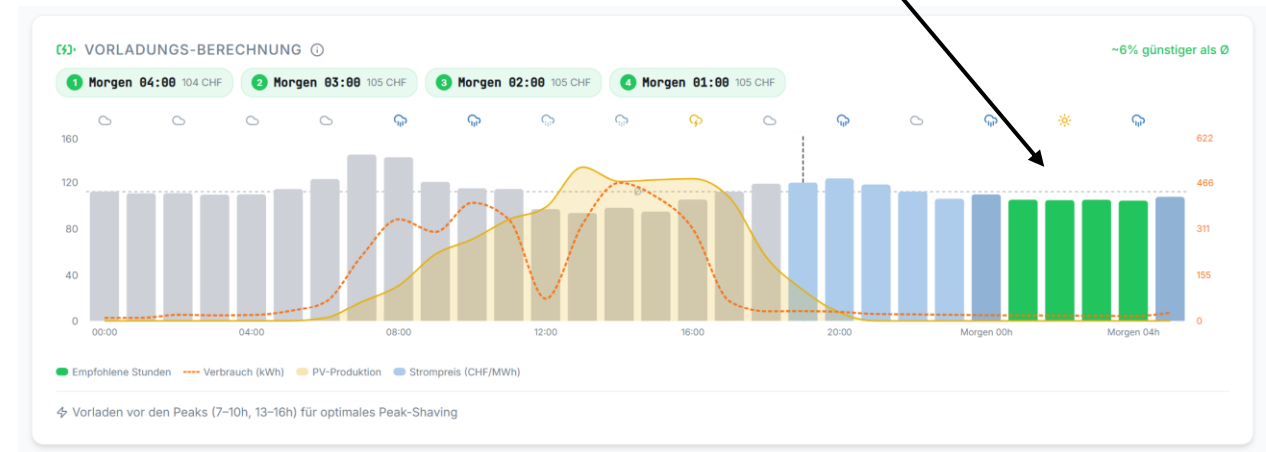 VORLADUNGS-BERECHNUNG
~6% günstiger als Ø
1 Morgen 04:00 104 CHF 2 Morgen 03:00 105 CHF 3 Morgen 02:00 105 CHF 4 Morgen 01:00 105 CHF
160 622
120 466
Ø
80 311
40 155
0 0
00:00 04:00 08:00 12:00 16:00 20:00 Morgen 00h Morgen 04h
Empfohlene Stunden Verbrauch (kWh) PV-Produktion Strompreis (CHF/MWh)
Vorladen vor den Peaks (7–10h, 13–16h) für optimales Peak-Shaving